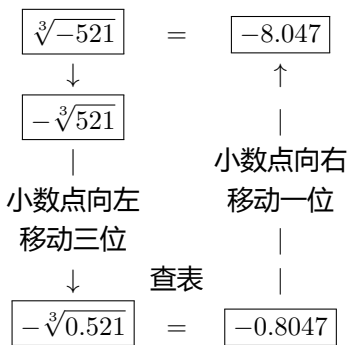 ∛−521 = −8.047
↓ ↑
−∛521
小数点向左
移动三位
小数点向右
移动一位
↓ 查表
−∛0.521 = −0.8047